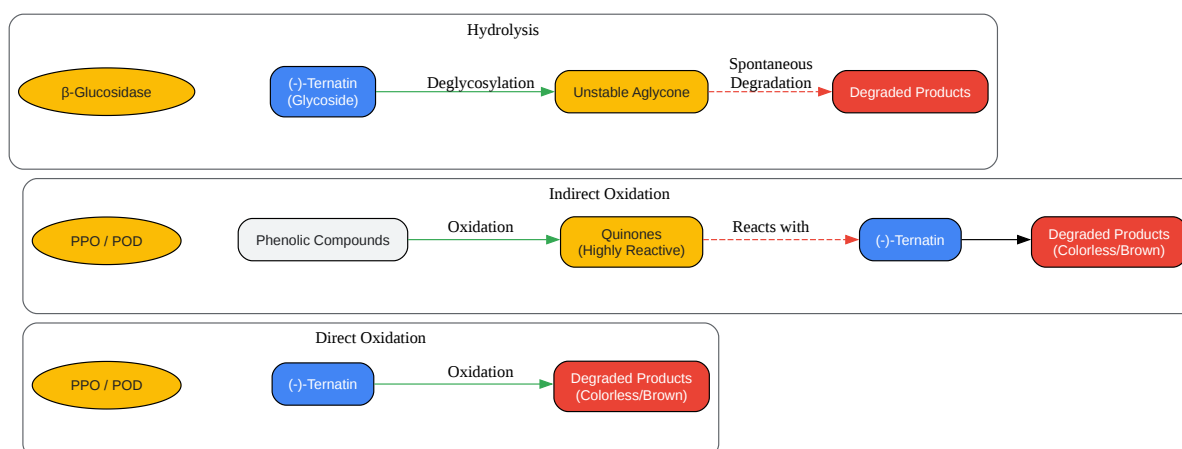 Hydrolysis
β-Glucosidase
(-)-Ternatin
(Glycoside)
Deglycosylation
Unstable Aglycone
Spontaneous
Degradation
Degraded Products
Indirect Oxidation
PPO / POD
Phenolic Compounds
Oxidation
Quinones
(Highly Reactive)
Reacts with
(-)-Ternatin
Degraded Products
(Colorless/Brown)
Direct Oxidation
PPO / POD
(-)-Ternatin
Oxidation
Degraded Products
(Colorless/Brown)